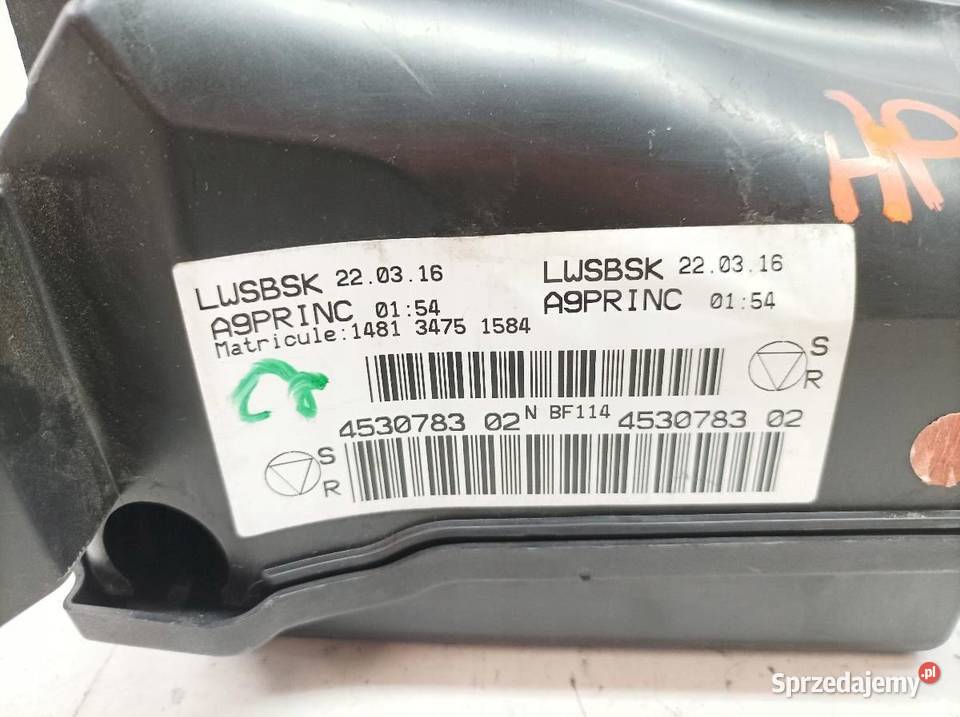 HP
LWSBSK 22.03.16
A9PRINC 01:54
Matricule:1481 3475 1584
LWSBSK 22.03.16
A9PRINC 01:54
S
R
4530783 02 N BF114 4530783 02
S
R
Sprzedajemy.pl